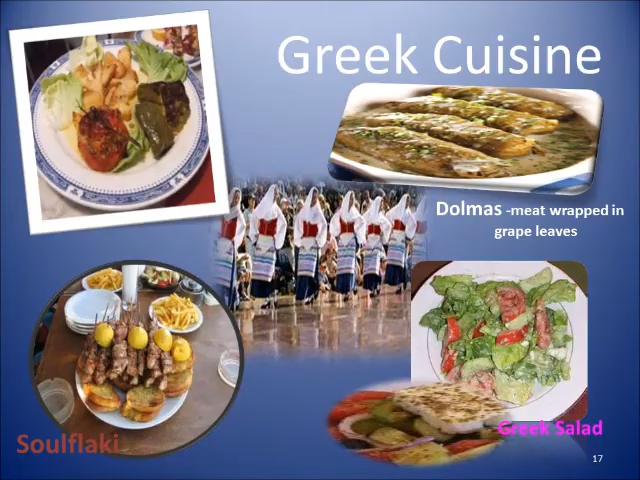 Greek Cuisine
Dolmas -meat wrapped in
grape leaves
Soulflaki
Greek Salad
17